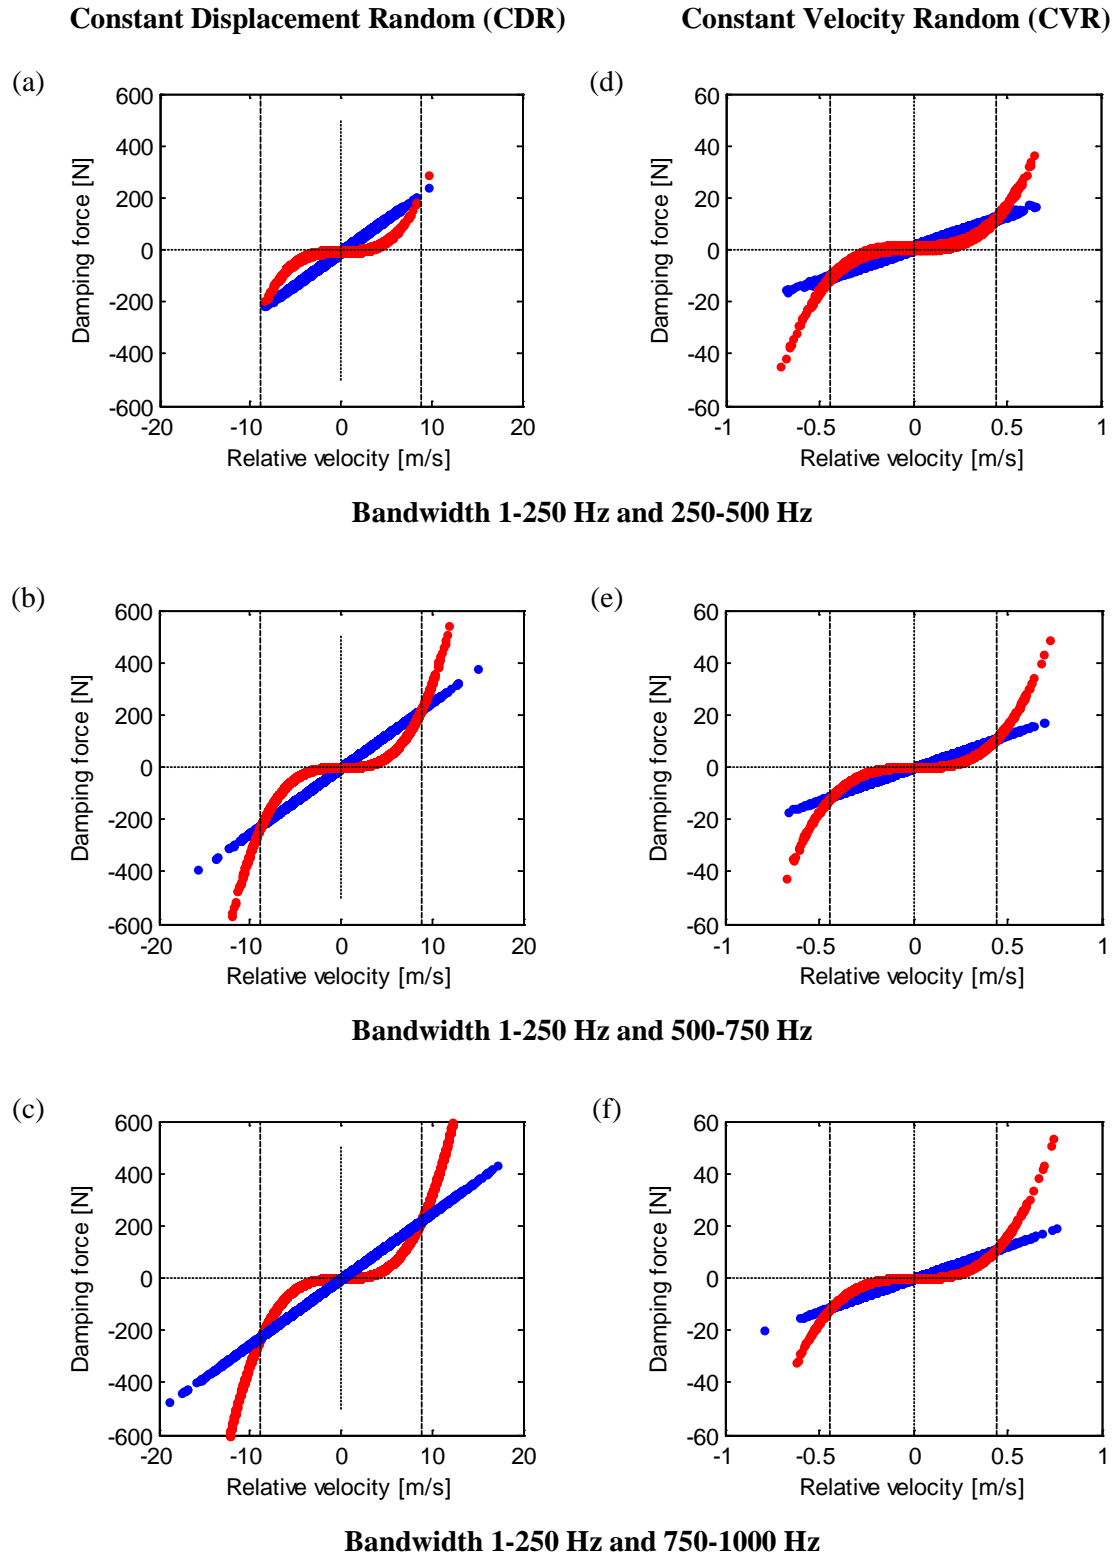 Constant Displacement Random (CDR) Constant Velocity Random (CVR)
(a) (d)
600 60
400 40
200 20
0 0
-200 -20
-400 -40
-600 -60
Damping force [N] Damping force [N]
-20 -10 0 10 20 -1 -0.5 0 0.5 1
Relative velocity [m/s] Relative velocity [m/s]
Bandwidth 1-250 Hz and 250-500 Hz
(b) (e)
600 60
400 40
200 20
0 0
-200 -20
-400 -40
-600 -60
Damping force [N] Damping force [N]
-20 -10 0 10 20 -1 -0.5 0 0.5 1
Relative velocity [m/s] Relative velocity [m/s]
Bandwidth 1-250 Hz and 500-750 Hz
(c) (f)
600 60
400 40
200 20
0 0
-200 -20
-400 -40
-600 -60
Damping force [N] Damping force [N]
-20 -10 0 10 20 -1 -0.5 0 0.5 1
Relative velocity [m/s] Relative velocity [m/s]
Bandwidth 1-250 Hz and 750-1000 Hz